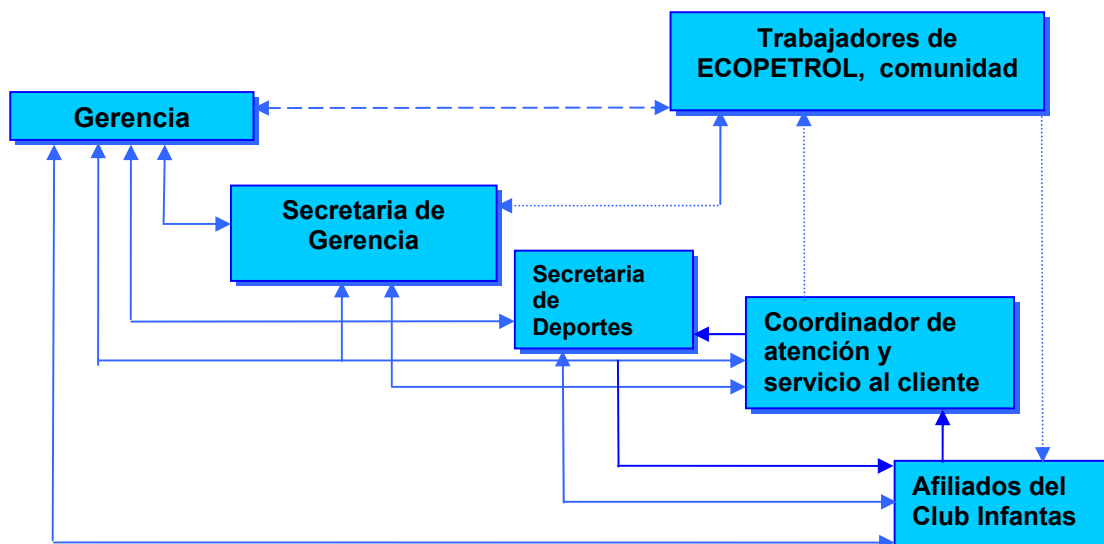 Trabajadores de
ECOPETROL, comunidad
Gerencia
Secretaria de
Gerencia
Secretaria
de
Deportes
Coordinador de
atención y
servicio al cliente
Afiliados del
Club Infantas